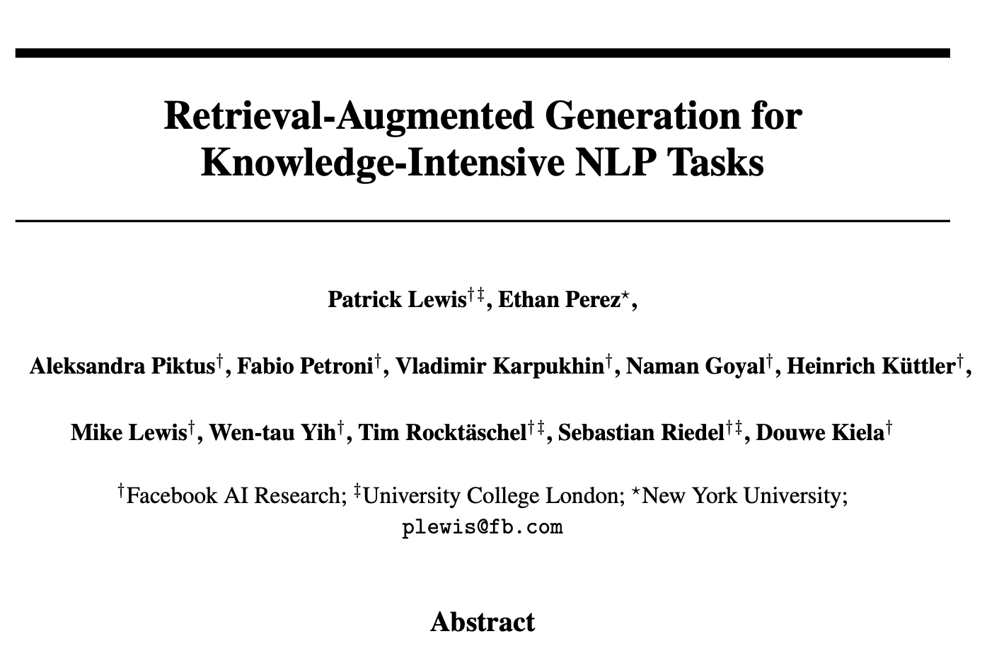 Retrieval-Augmented Generation for
Knowledge-Intensive NLP Tasks
Patrick Lewis†‡, Ethan Perez⋆,
Aleksandra Piktus†, Fabio Petroni†, Vladimir Karpukhin†, Naman Goyal†, Heinrich Küttler†,
Mike Lewis†, Wen-tau Yih†, Tim Rocktäschel†‡, Sebastian Riedel†‡, Douwe Kiela†
†Facebook AI Research; ‡University College London; ⋆New York University;
plewis@fb.com
Abstract